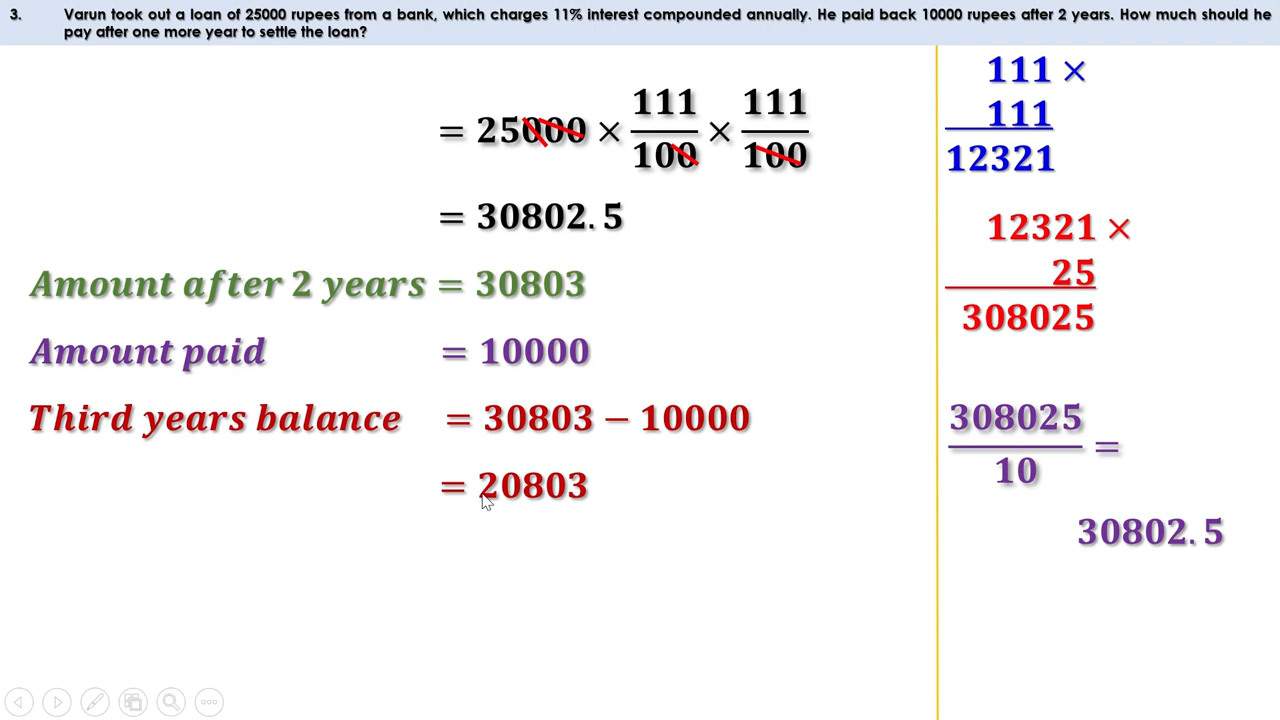 3. Varun took out a loan of 25000 rupees from a bank, which charges 11% interest compounded annually. He paid back 10000 rupees after 2 years. How much should he
pay after one more year to settle the loan?
= 25000 × 111/100 × 111/100
= 30802.5
Amount after 2 years = 30803
Amount paid = 10000
Third years balance = 30803 − 10000
= 20803
111 ×
111
12321
12321 ×
25
308025
308025/10 =
30802.5